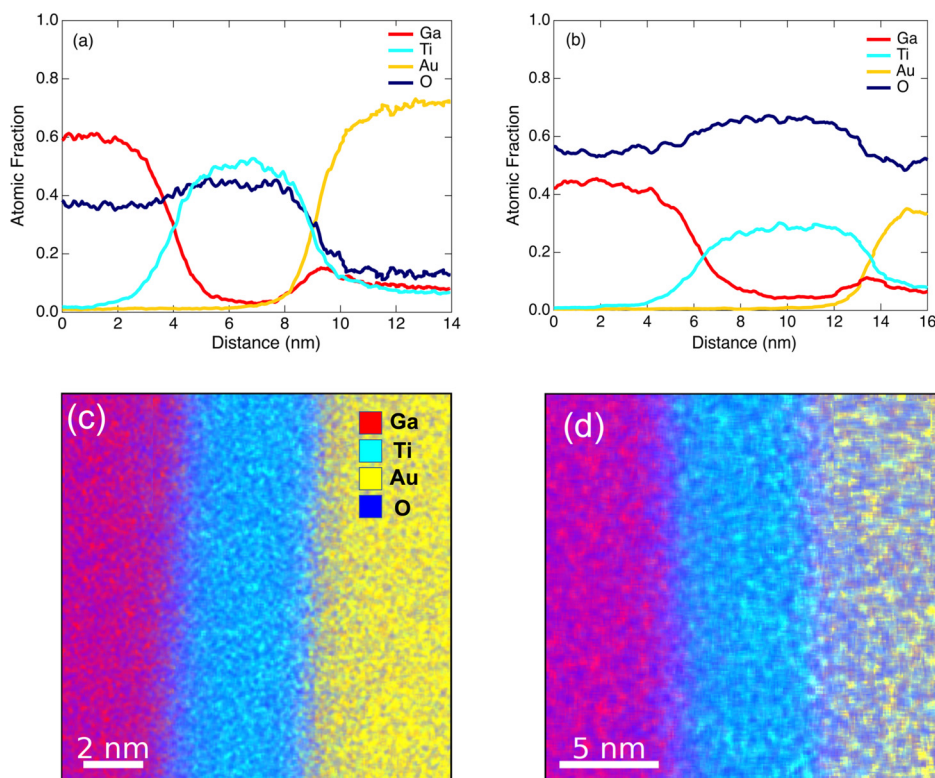 (a)
Ga
Ti
Au
O
1.0
0.8
0.6
0.4
0.2
0.0
Atomic Fraction
0 2 4 6 8 10 12 14
Distance (nm)
(b)
Ga
Ti
Au
O
1.0
0.8
0.6
0.4
0.2
0.0
Atomic Fraction
0 2 4 6 8 10 12 14 16
Distance (nm)
(c)
Ga
Ti
Au
O
2 nm
(d)
5 nm